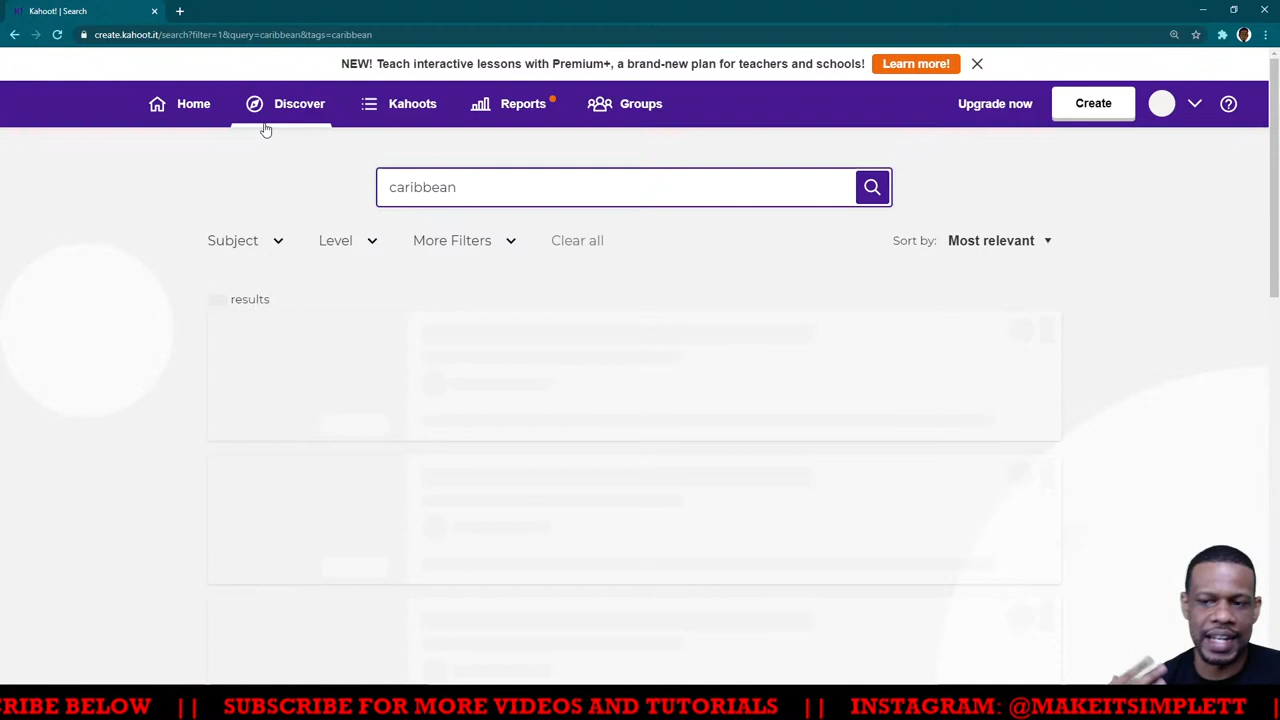 Kahoot! | Search
create.kahoot.it/search?filter=1&query=caribbean&tags=caribbean
NEW! Teach interactive lessons with Premium+, a brand-new plan for teachers and schools! Learn more!
Home Discover Kahoots Reports Groups Upgrade now Create
caribbean
Subject Level More Filters Clear all Sort by: Most relevant
results
CRIBE BELOW || SUBSCRIBE FOR MORE VIDEOS AND TUTORIALS || INSTAGRAM: @MAKEITSIMPLETT